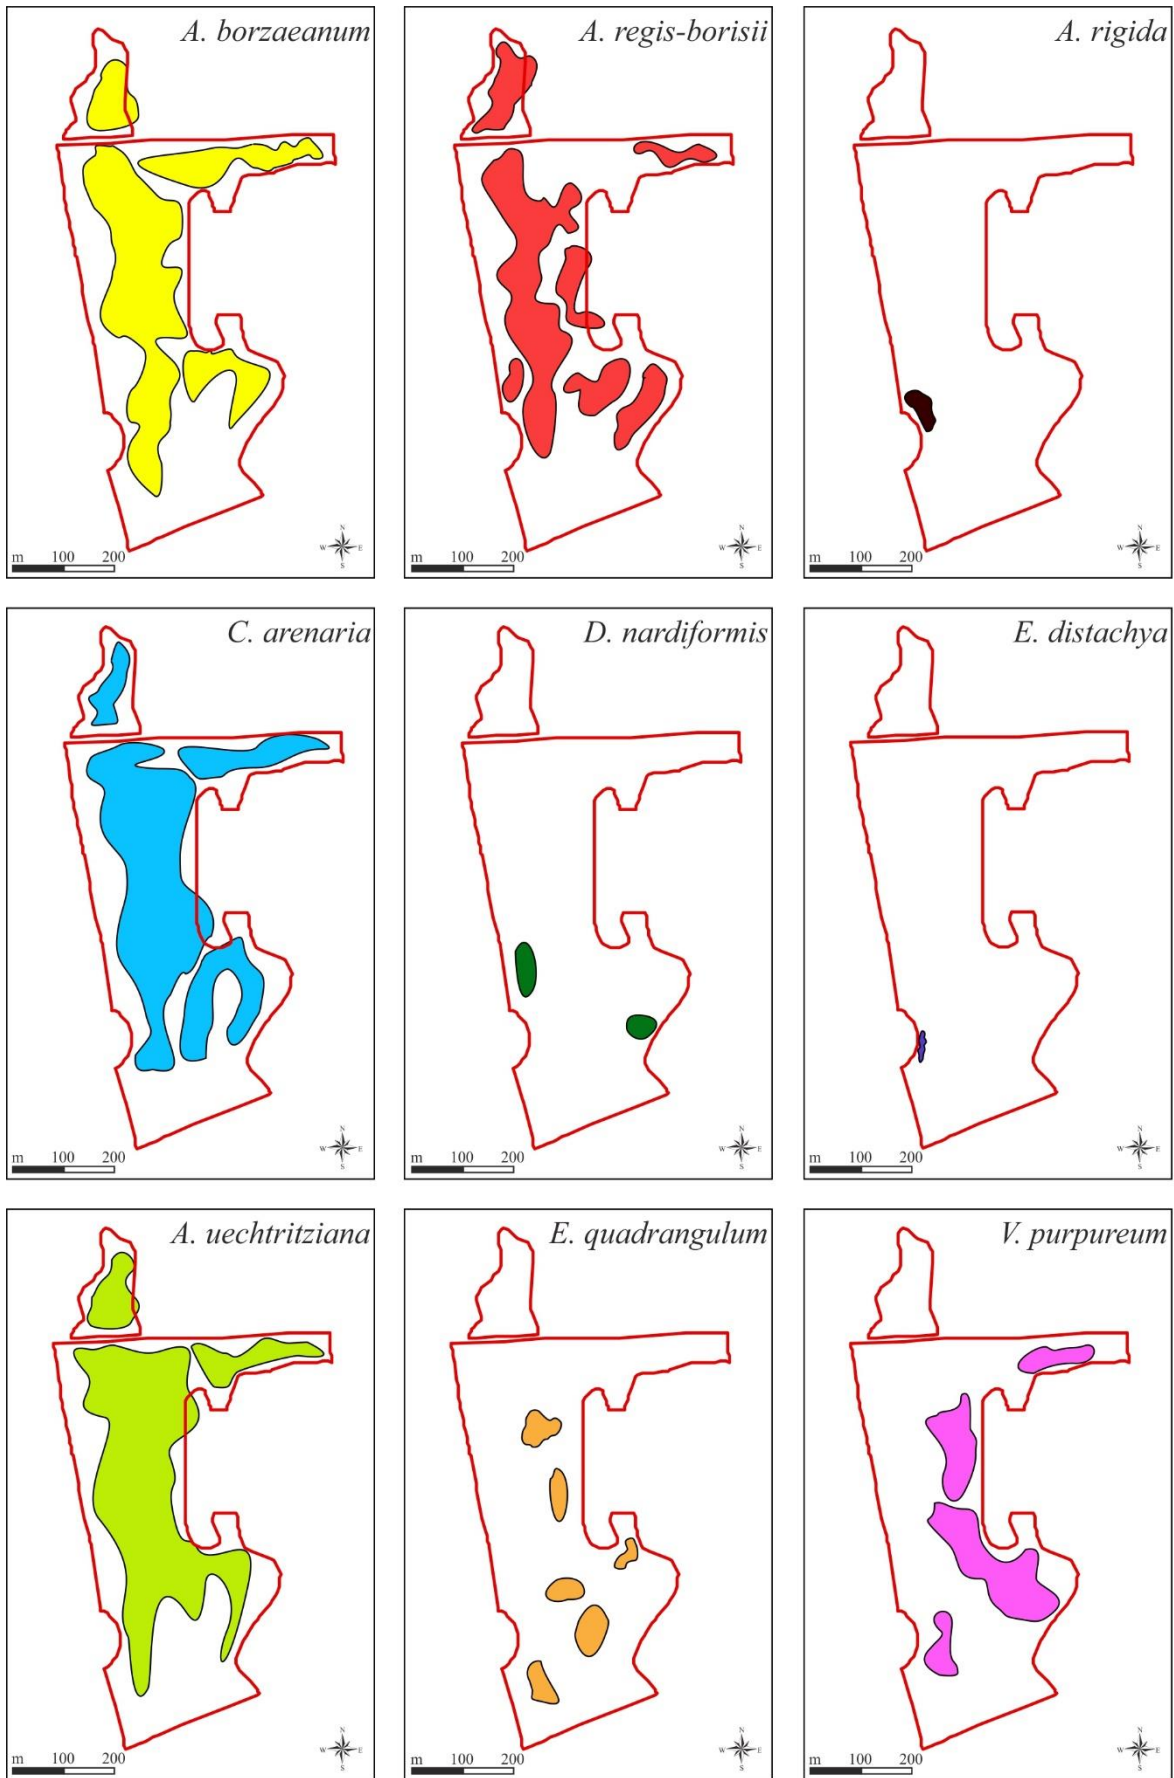 A. borzaeanum
N
W E
S
m 100 200
A. regis-borisii
N
W E
S
m 100 200
A. rigida
N
W E
S
m 100 200
C. arenaria
N
W E
S
m 100 200
D. nardiformis
N
W E
S
m 100 200
E. distachya
N
W E
S
m 100 200
A. uechtritziana
N
W E
S
m 100 200
E. quadrangulum
N
W E
S
m 100 200
V. purpureum
N
W E
S
m 100 200